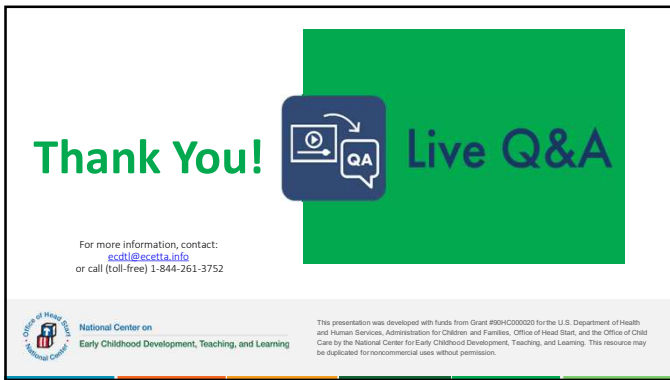 Thank You!
QA
Live Q&A
For more information, contact:
ecdtl@ecetta.info
or call (toll-free) 1-844-261-3752
Office of Head Start
National Center
National Center on
Early Childhood Development, Teaching, and Learning
This presentation was developed with funds from Grant #90HC000020 for the U.S. Department of Health
and Human Services, Administration for Children and Families, Office of Head Start, and the Office of Child
Care by the National Center for Early Childhood Development, Teaching, and Learning. This resource may
be duplicated for noncommercial uses without permission.